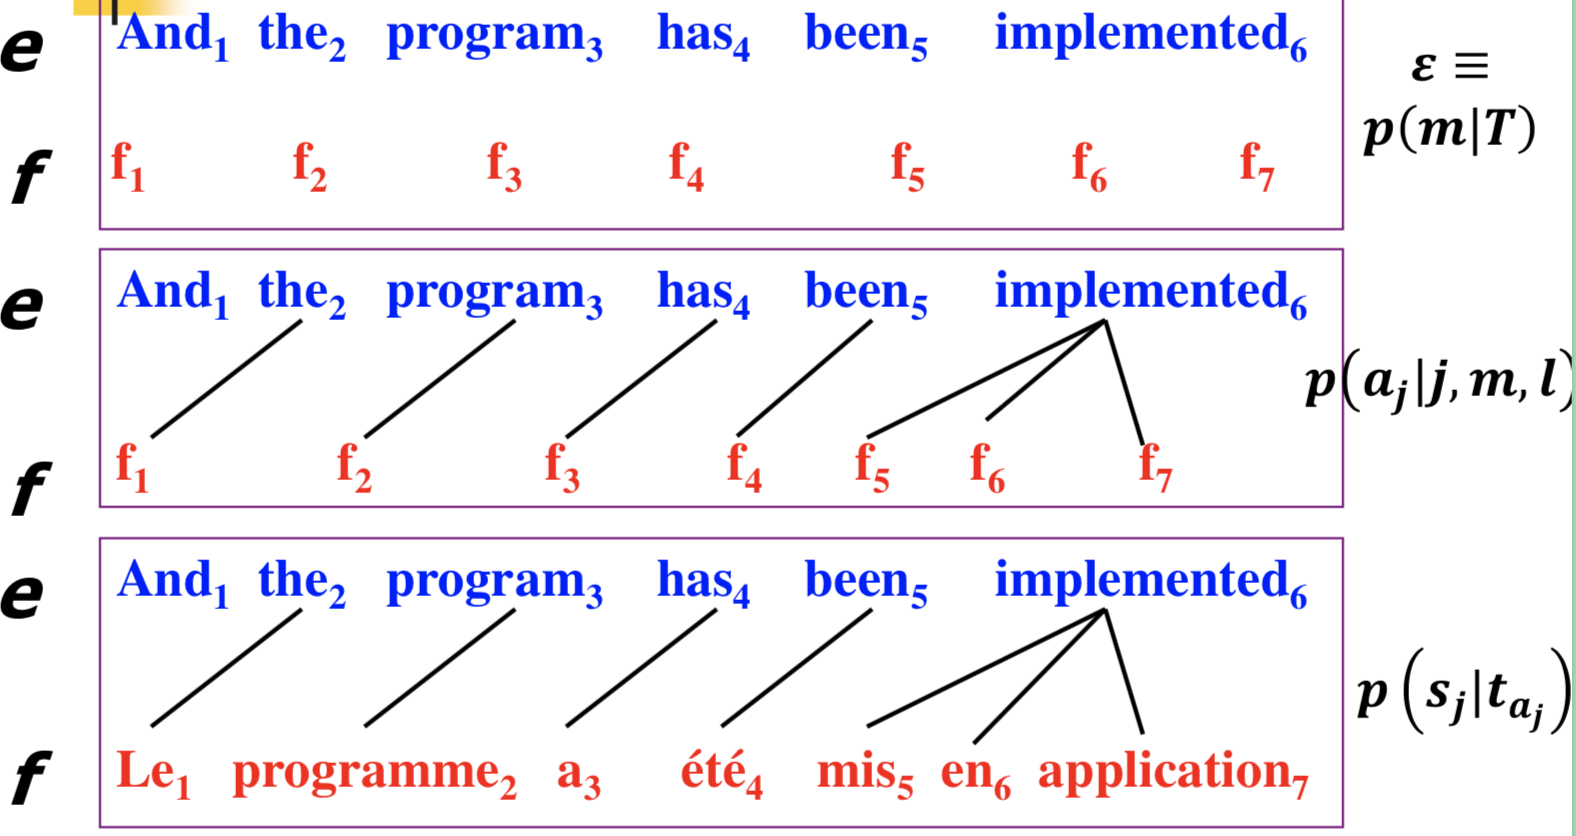 e And₁ the₂ program₃ has₄ been₅ implemented₆
ε ≡
p(m|T)
f f₁ f₂ f₃ f₄ f₅ f₆ f₇
e And₁ the₂ program₃ has₄ been₅ implemented₆
p(aⱼ|j, m, l)
f f₁ f₂ f₃ f₄ f₅ f₆ f₇
e And₁ the₂ program₃ has₄ been₅ implemented₆
p(sⱼ|t_{aⱼ})
f Le₁ programme₂ a₃ été₄ mis₅ en₆ application₇